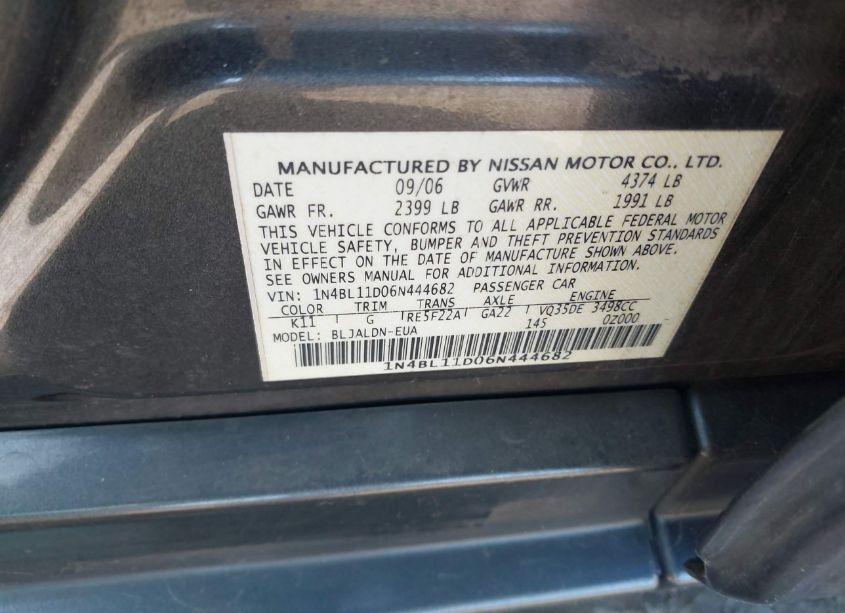 MANUFACTURED BY NISSAN MOTOR CO., LTD.
DATE 09/06 GVWR 4374 LB
GAWR FR. 2399 LB GAWR RR. 1991 LB
THIS VEHICLE CONFORMS TO ALL APPLICABLE FEDERAL MOTOR
VEHICLE SAFETY, BUMPER AND THEFT PREVENTION STANDARDS
IN EFFECT ON THE DATE OF MANUFACTURE SHOWN ABOVE.
SEE OWNERS MANUAL FOR ADDITIONAL INFORMATION.
VIN: 1N4BL11D06N444682 PASSENGER CAR
COLOR TRIM TRANS AXLE ENGINE
K11 G RE5F22A GA22 VQ35DE 3498CC
MODEL: BLJALDN-EUA 145 0Z000
1N4BL11D06N444682